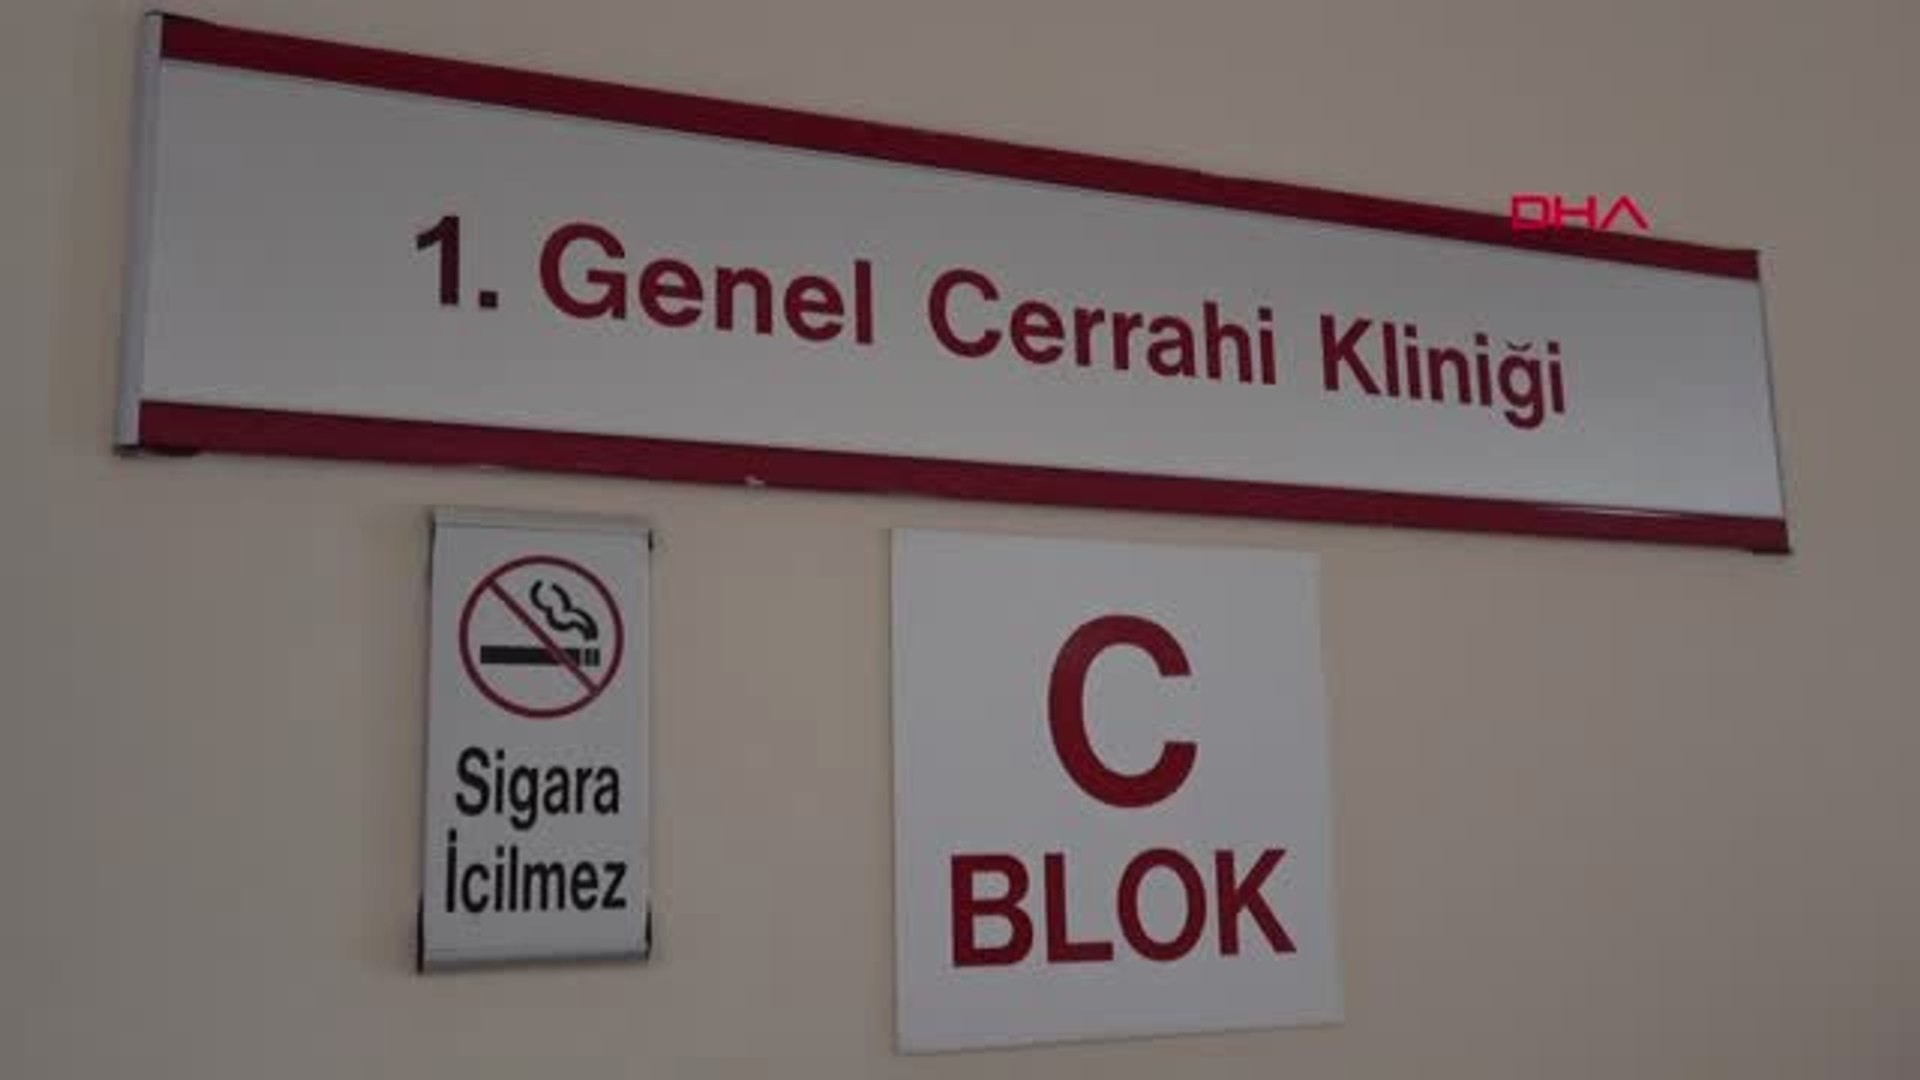 DHA
1. Genel Cerrahi Kliniği
Sigara
İcilmez
C
BLOK